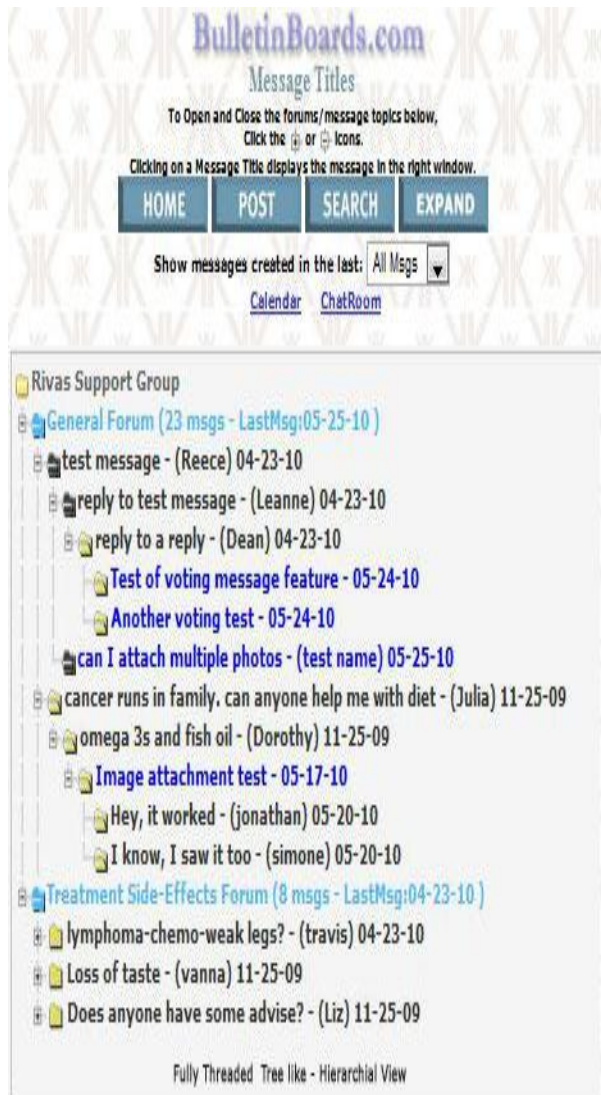 BulletinBoards.com
Message Titles
To Open and Close the forums/message topics below,
Click the or icons.
Clicking on a Message Title displays the message in the right window.
HOME POST SEARCH EXPAND
Show messages created in the last: All Msgs
Calendar ChatRoom
Rivas Support Group
General Forum (23 msgs - LastMsg:05-25-10 )
test message - (Reece) 04-23-10
reply to test message - (Leanne) 04-23-10
reply to a reply - (Dean) 04-23-10
Test of voting message feature - 05-24-10
Another voting test - 05-24-10
can I attach multiple photos - (test name) 05-25-10
cancer runs in family. can anyone help me with diet - (Julia) 11-25-09
omega 3s and fish oil - (Dorothy) 11-25-09
Image attachment test - 05-17-10
Hey, it worked - (jonathan) 05-20-10
I know, I saw it too - (simone) 05-20-10
Treatment Side-Effects Forum (8 msgs - LastMsg:04-23-10 )
lymphoma-chemo-weak legs? - (travis) 04-23-10
Loss of taste - (vanna) 11-25-09
Does anyone have some advise? - (Liz) 11-25-09
Fully Threaded Tree like - Hierarchial View